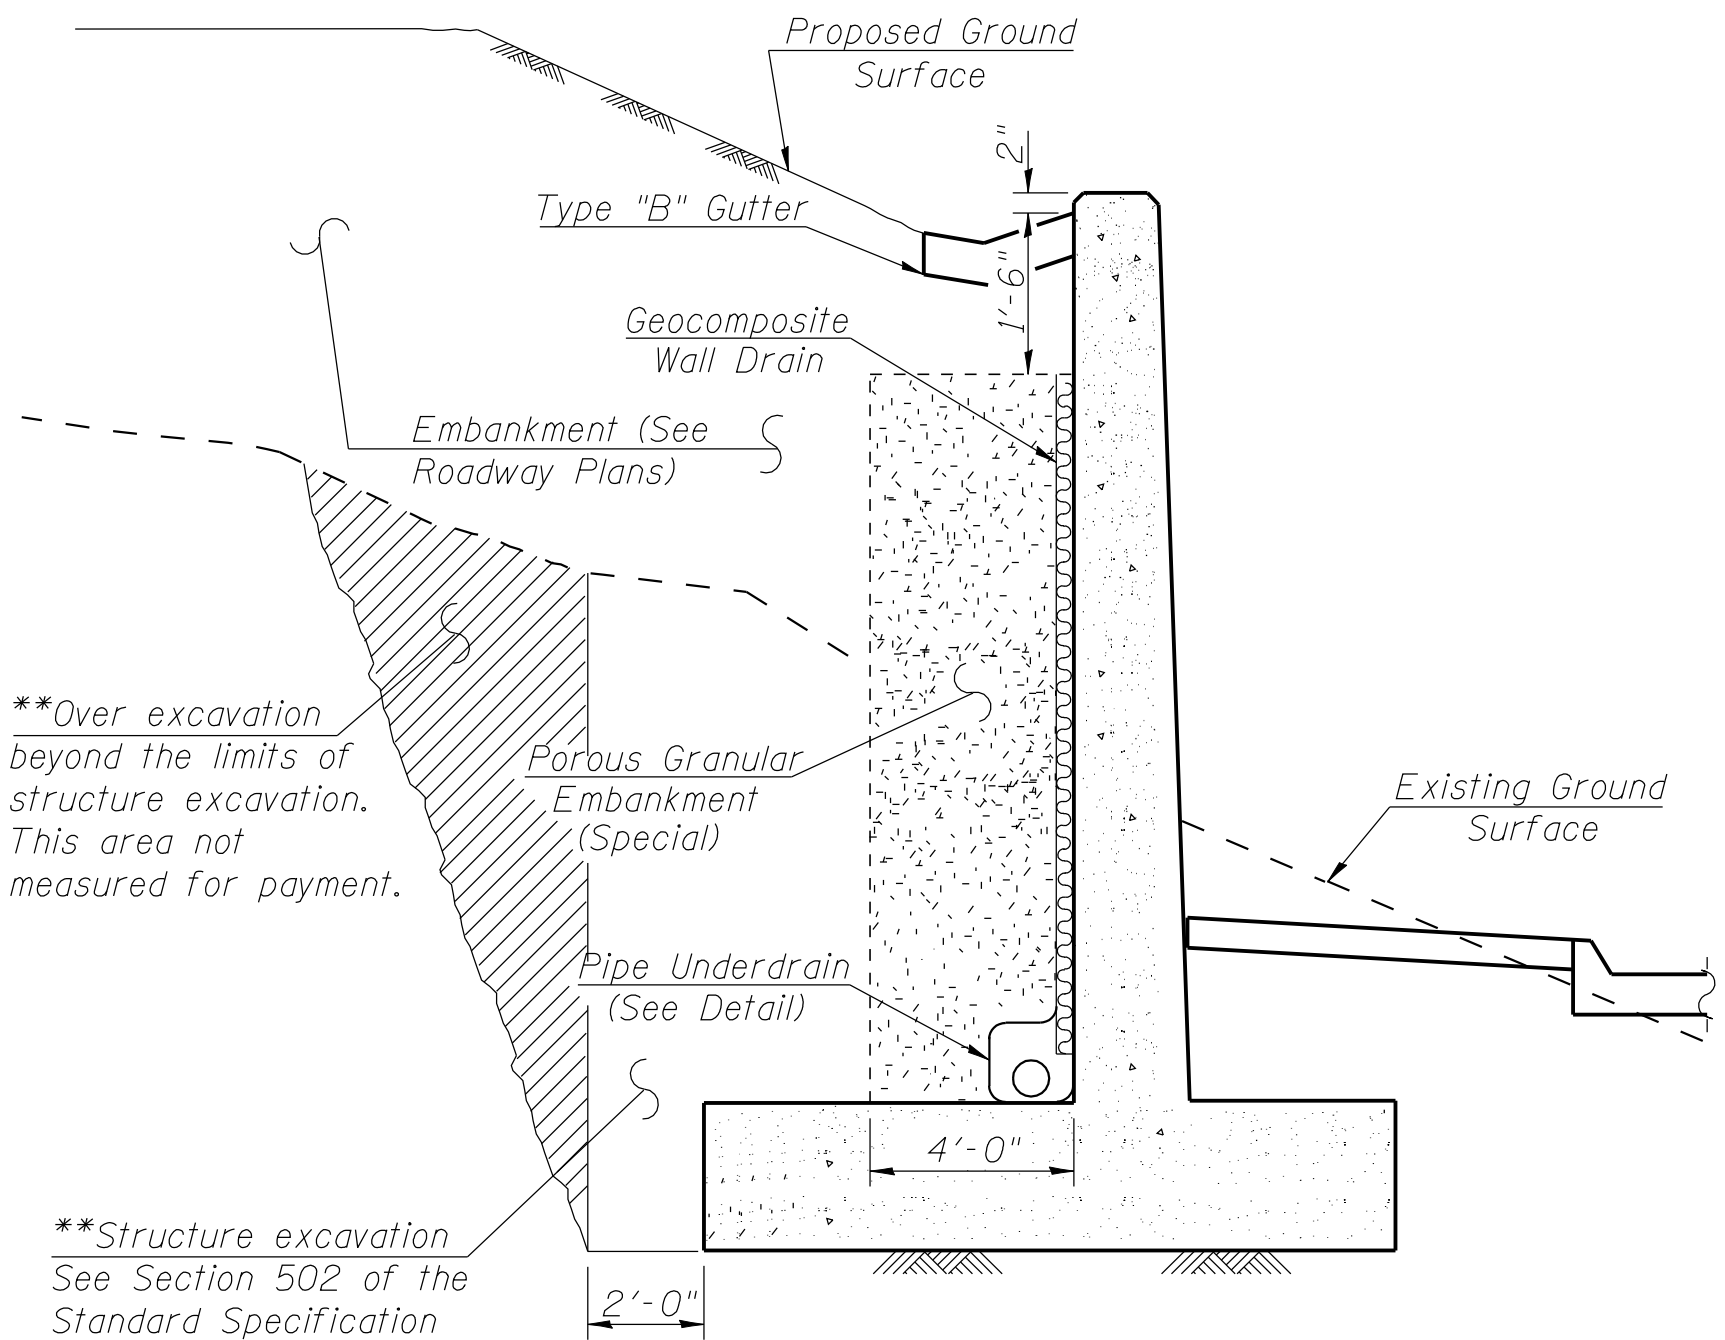 Proposed Ground
Surface
2"
Type "B" Gutter
1'-6"
Geocomposite
Wall Drain
Embankment (See
Roadway Plans)
**Over excavation
beyond the limits of
structure excavation.
This area not
measured for payment.
Porous Granular
Embankment
(Special)
Existing Ground
Surface
Pipe Underdrain
(See Detail)
4'-0"
**Structure excavation
See Section 502 of the
Standard Specification
2'-0"